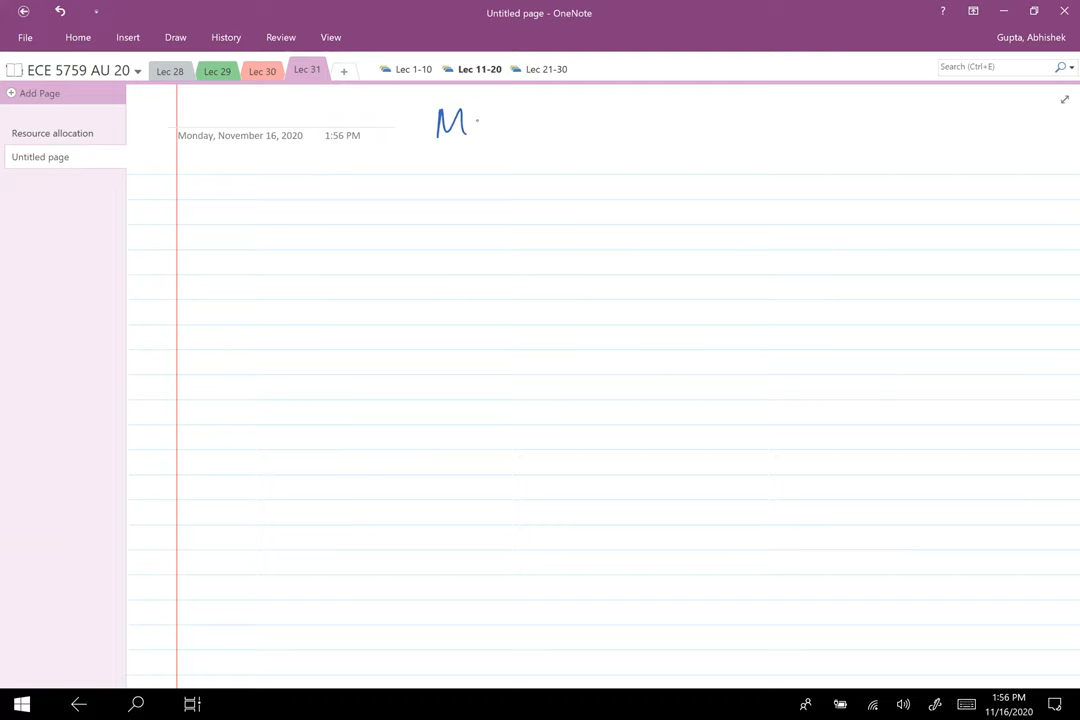 Untitled page - OneNote
?
File
Home
Insert
Draw
History
Review
View
Gupta, Abhishek
ECE 5759 AU 20
Lec 28
Lec 29
Lec 30
Lec 31
+
Lec 1-10
Lec 11-20
Lec 21-30
Search (Ctrl+E)
Add Page
Resource allocation
Untitled page
M
Monday, November 16, 2020
1:56 PM
1:56 PM
11/16/2020